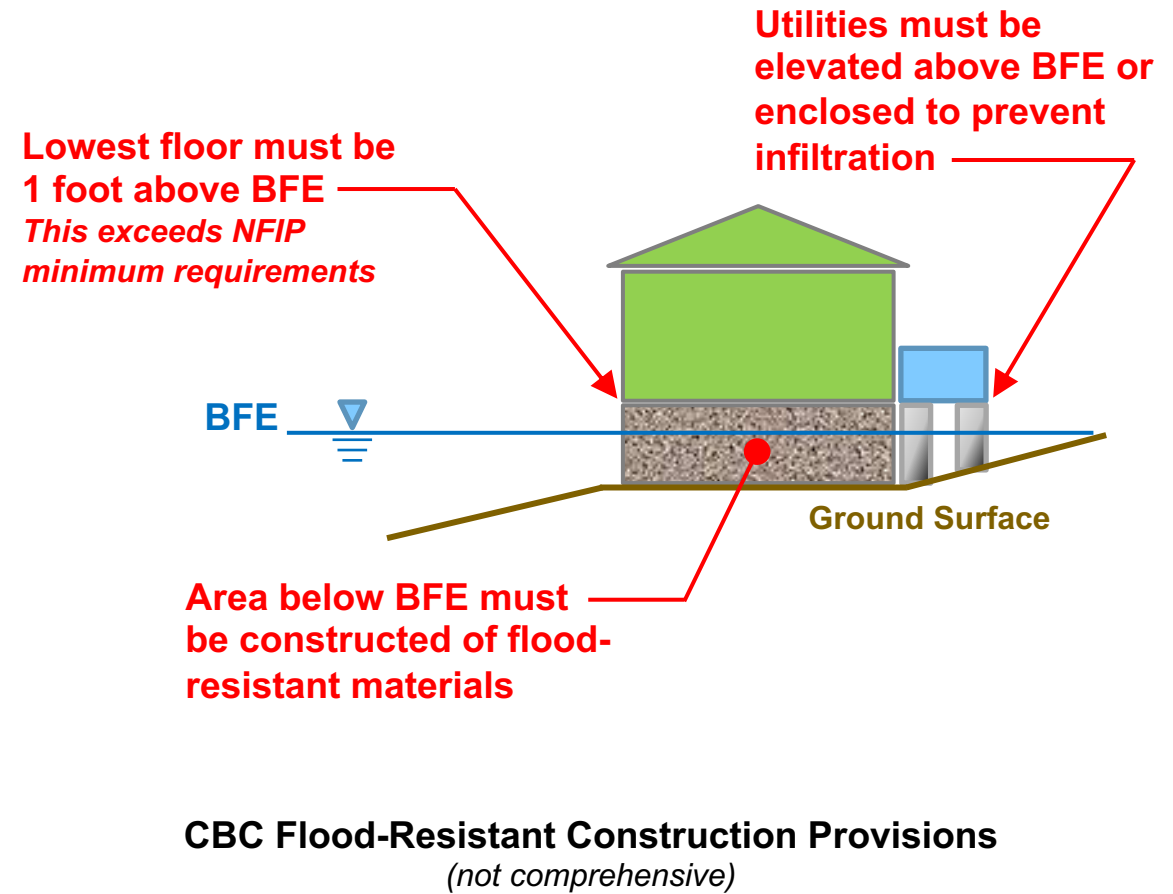 Utilities must be
elevated above BFE or
enclosed to prevent
infiltration
Lowest floor must be
1 foot above BFE
This exceeds NFIP
minimum requirements
BFE
Ground Surface
Area below BFE must
be constructed of flood-
resistant materials
CBC Flood-Resistant Construction Provisions
(not comprehensive)